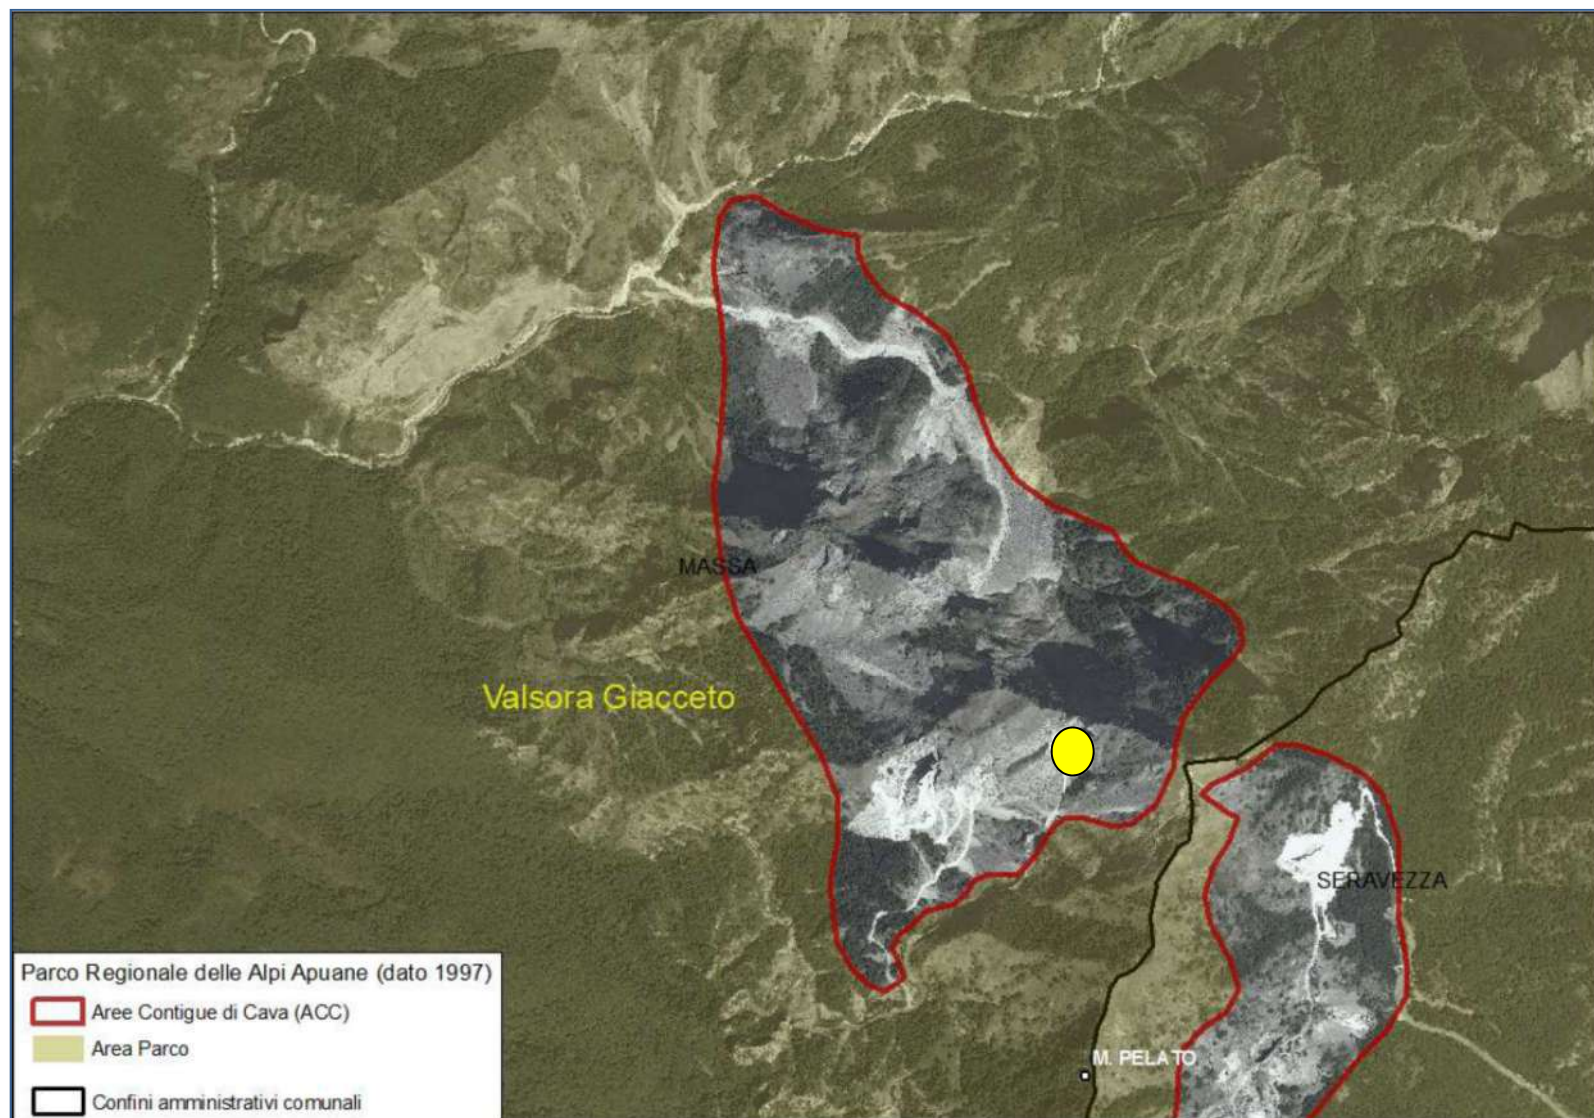 MASSA
Valsora Giacceto
SERAVEZZA
M. PELATO
Parco Regionale delle Alpi Apuane (dato 1997)
Aree Contigue di Cava (ACC)
Area Parco
Confini amministrativi comunali